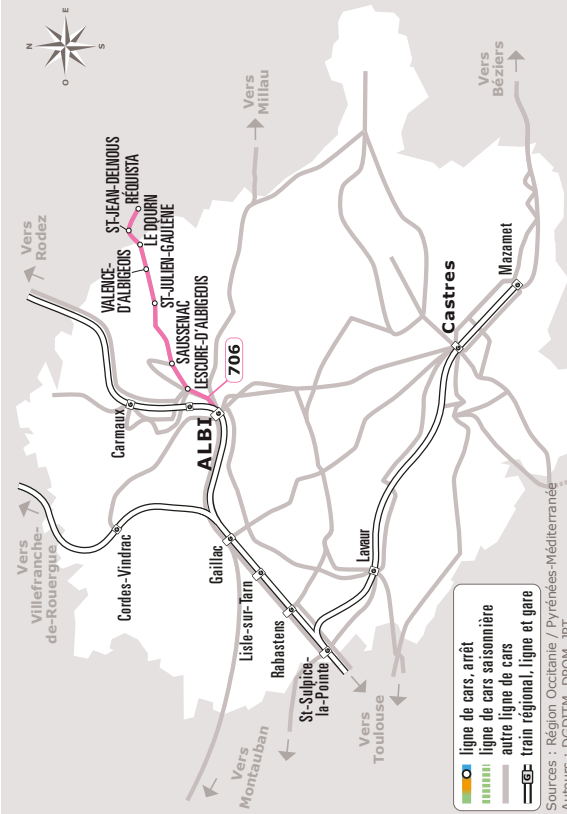 N
E
S
O
Vers
Rodez
Vers
Villefranche-
de-Rouergue
Vers
Millau
Vers
Béziers
Vers
Montauban
Vers
Toulouse
ST-JEAN-DELNOUS
RÉQUISTA
LE DOURN
VALENCE-
D'ALBIGEOIS
ST-JULIEN-GAULÈNE
SAUSSENAC
LESCURE-D'ALBIGEOIS
706
Carmaux
ALBI
Cordes-Vindrac
Gaillac
Lisle-sur-Tarn
Rabastens
St-Sulpice-
la-Pointe
Lavaur
Castres
Mazamet
ligne de cars, arrêt
ligne de cars saisonnière
autre ligne de cars
G train régional, ligne et gare
Sources : Région Occitanie / Pyrénées-Méditerranée